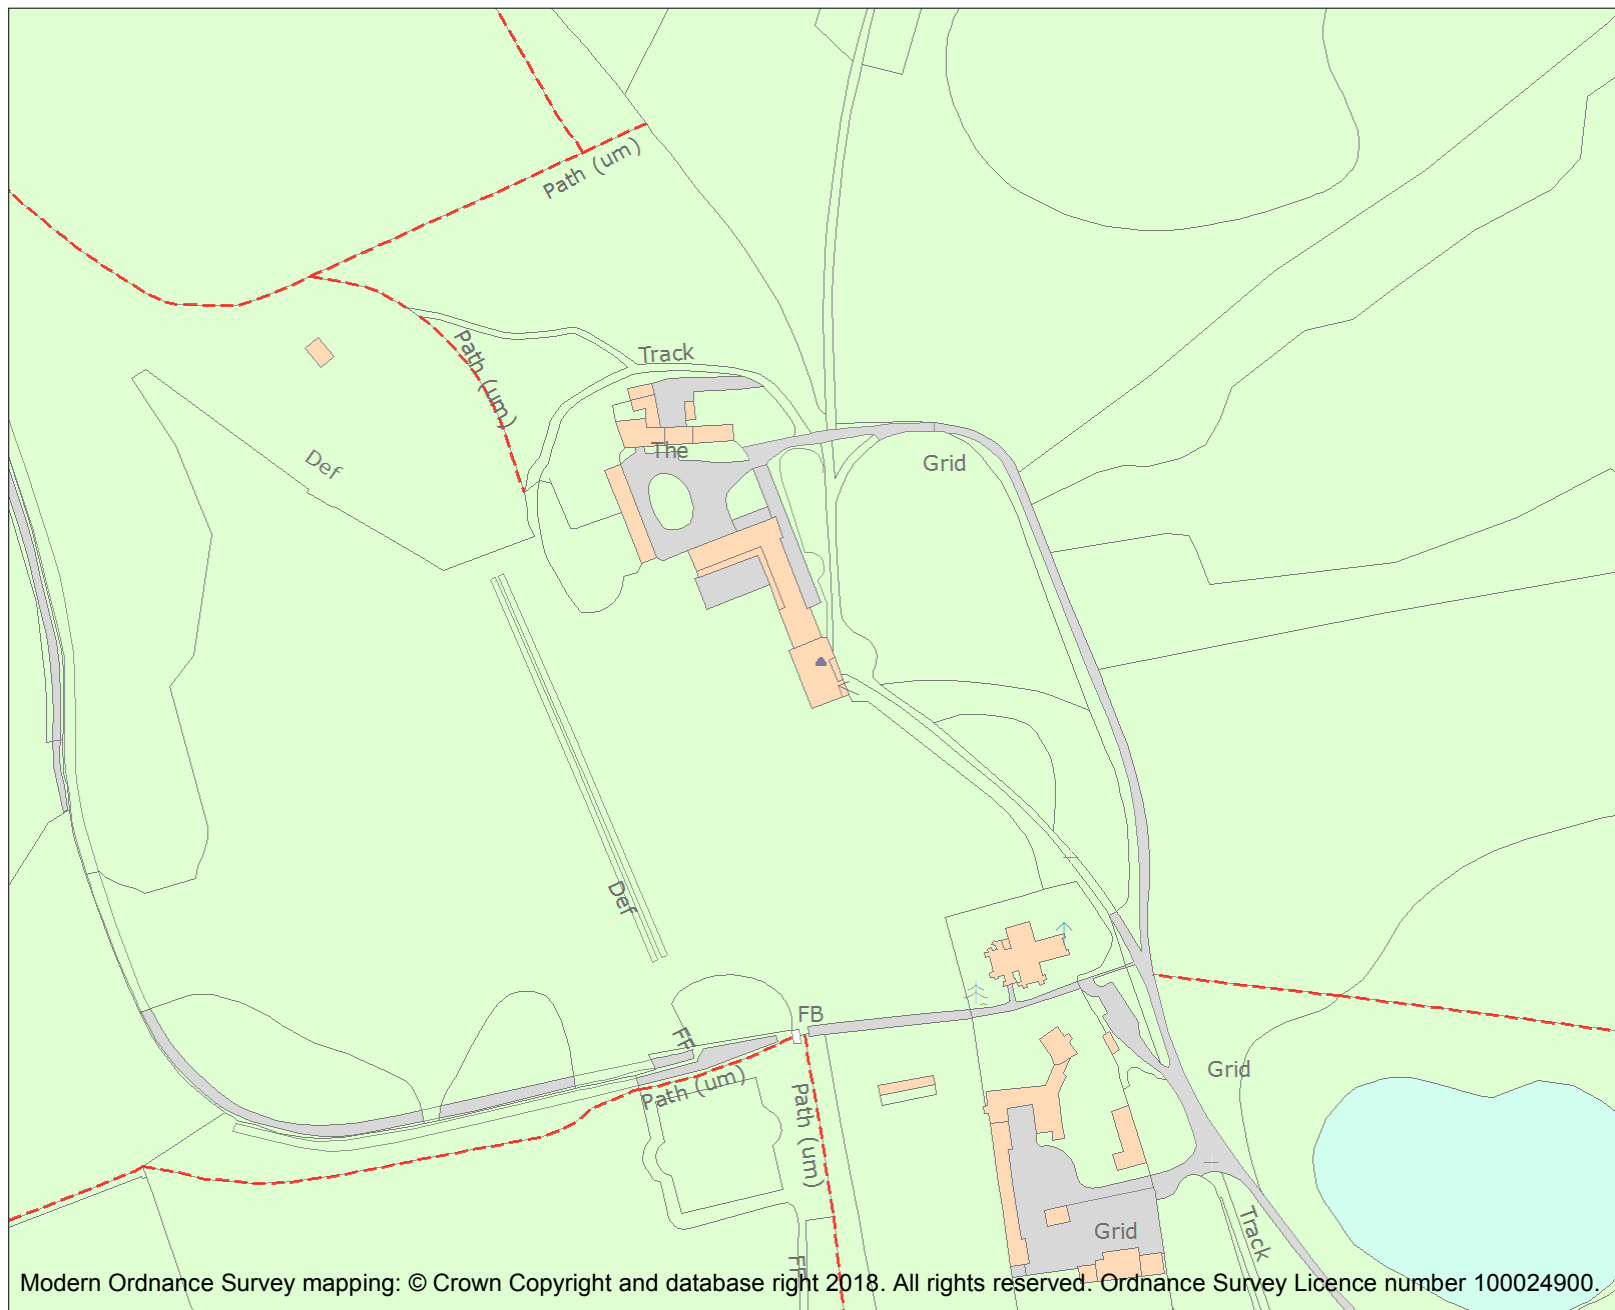 Path (um)
Track
Path (um)
The
Grid
Def
Def
FB
FF
Path (um)
Path (um)
Grid
Track
Grid
FF
Modern Ordnance Survey mapping: © Crown Copyright and database right 2018. All rights reserved. Ordnance Survey Licence number 100024900.